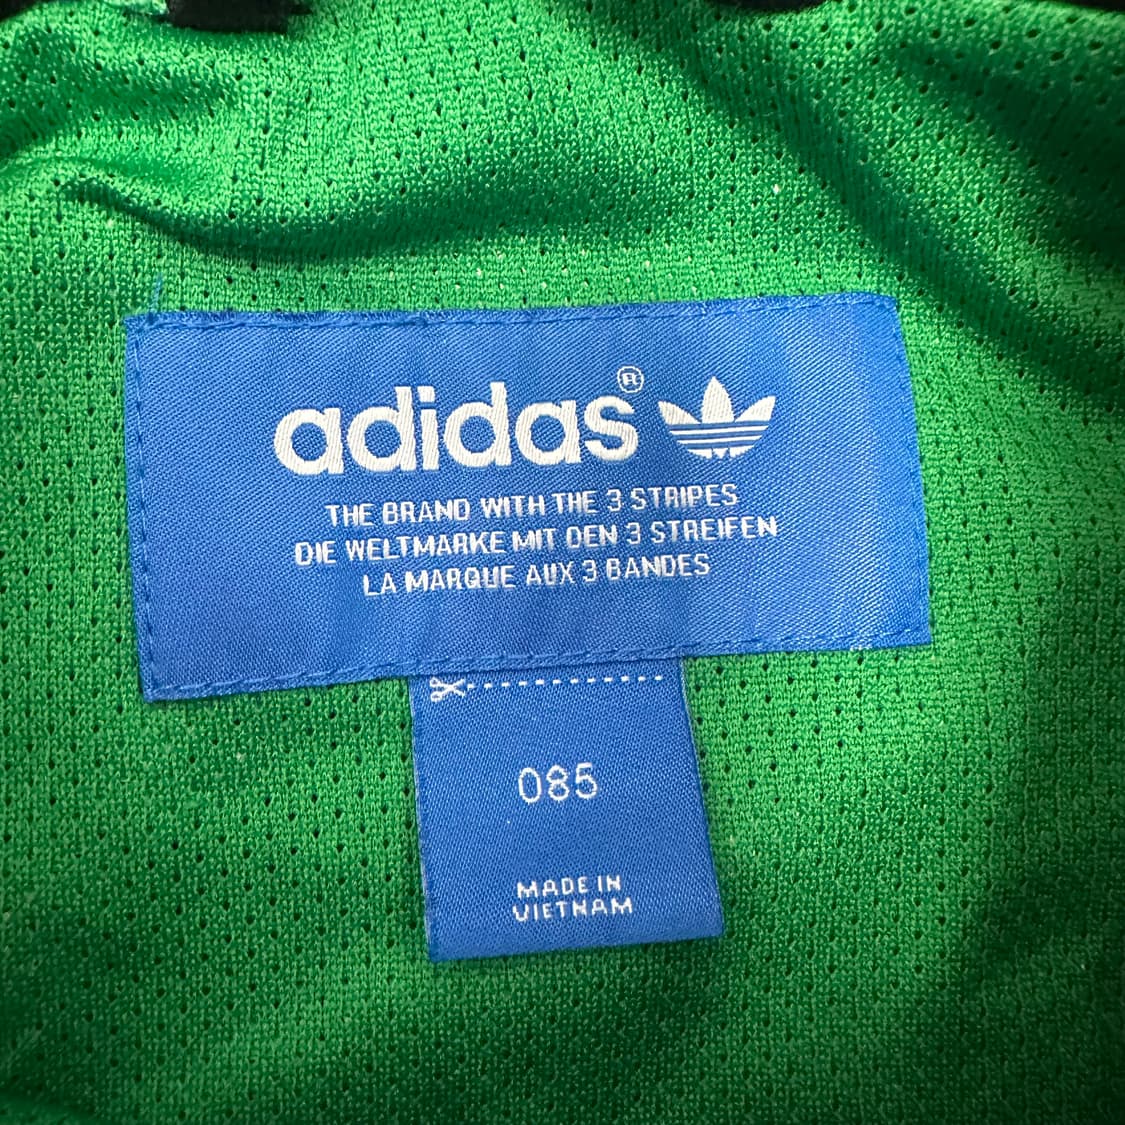 adidas®
THE BRAND WITH THE 3 STRIPES
DIE WELTMARKE MIT DEN 3 STREIFEN
LA MARQUE AUX 3 BANDES
085
MADE IN
VIETNAM